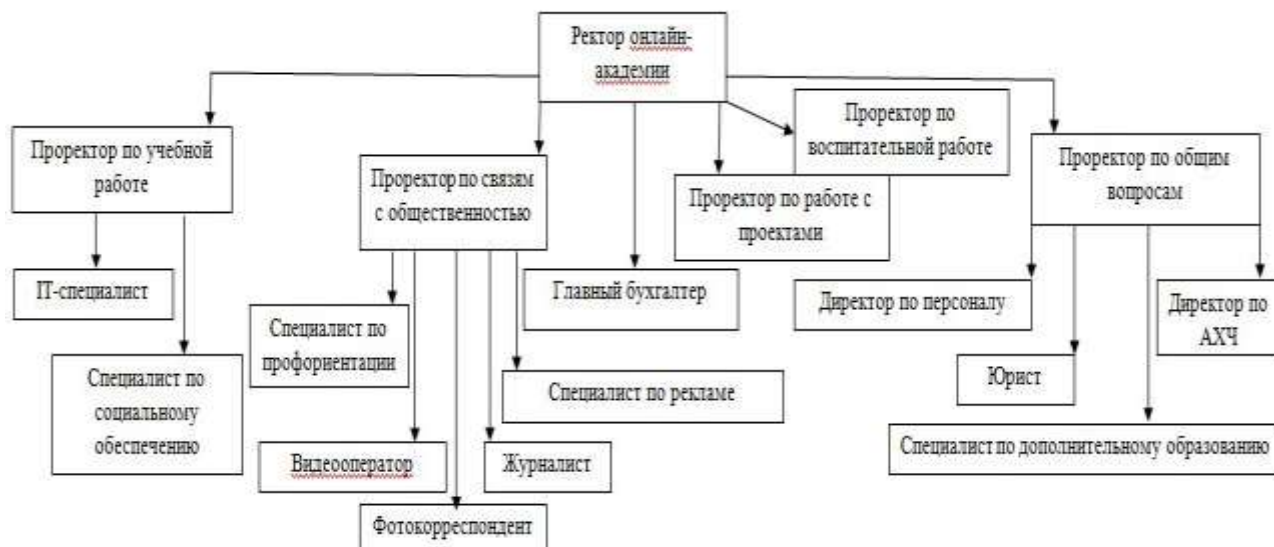 Ректор онлайн-
академии
Проректор по учебной
работе
Проректор по связям
с общественностью
Проректор по
воспитательной работе
Проректор по работе с
проектами
Проректор по общим
вопросам
IT-специалист
Специалист по
социальному
обеспечению
Специалист по
профориентации
Видеооператор
Фотокорреспондент
Журналист
Специалист по рекламе
Главный бухгалтер
Директор по персоналу
Юрист
Специалист по дополнительному образованию
Директор по
АХЧ